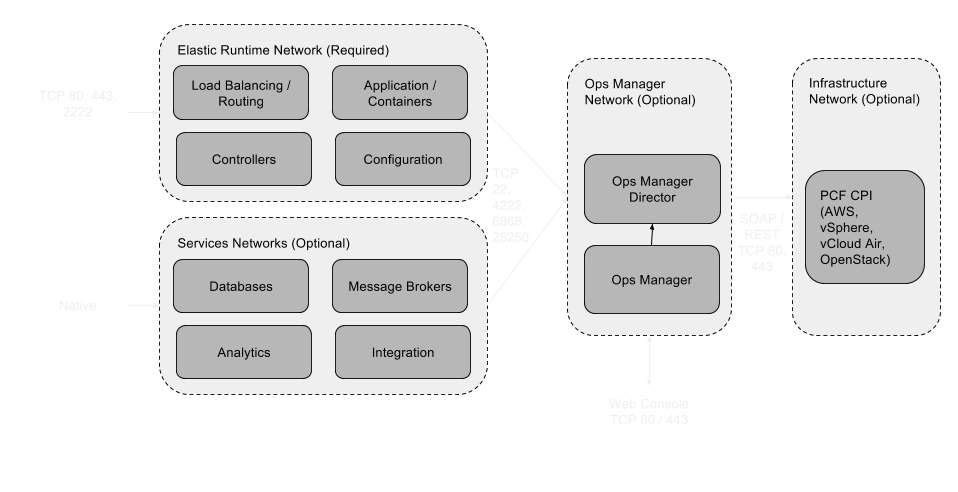 TCP 80, 443,
2222
Elastic Runtime Network (Required)
Load Balancing /
Routing
Application /
Containers
Controllers
Configuration
TCP
22,
4222,
6868,
25250
Native
Services Networks (Optional)
Databases
Message Brokers
Analytics
Integration
Ops Manager
Network (Optional)
Ops Manager
Director
Ops Manager
Web Console
TCP 80 / 443
SOAP /
REST
TCP 80,
443
Infrastructure
Network (Optional)
PCF CPI
(AWS,
vSphere,
vCloud Air,
OpenStack)